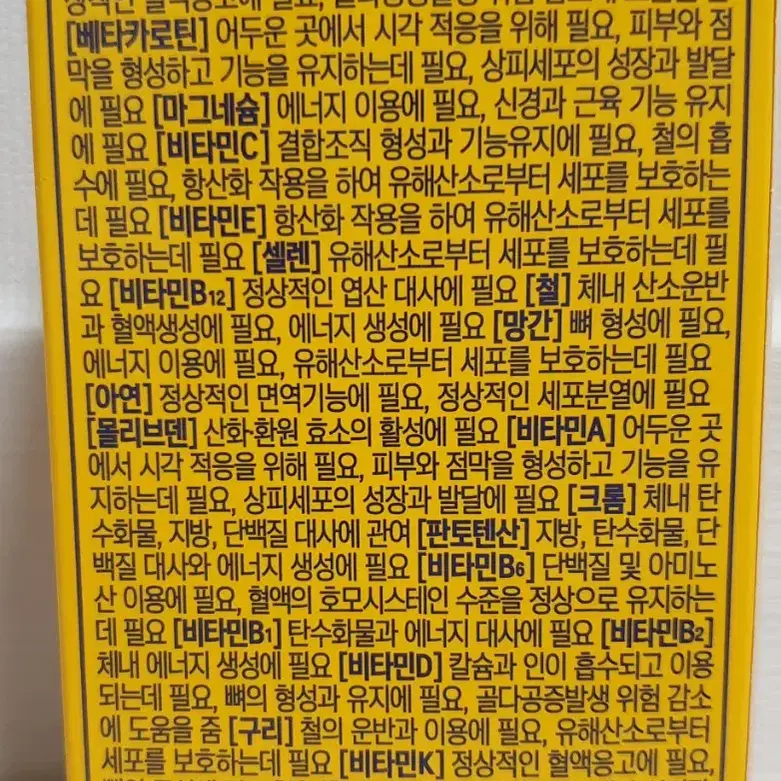 정상적인 혈액응고에 필요,
[베타카로틴] 어두운 곳에서 시각 적응을 위해 필요, 피부와 점
막을 형성하고 기능을 유지하는데 필요, 상피세포의 성장과 발달
에 필요 [마그네슘] 에너지 이용에 필요, 신경과 근육 기능 유지
에 필요 [비타민C] 결합조직 형성과 기능유지에 필요, 철의 흡
수에 필요, 항산화 작용을 하여 유해산소로부터 세포를 보호하는
데 필요 [비타민E] 항산화 작용을 하여 유해산소로부터 세포를
보호하는데 필요 [셀렌] 유해산소로부터 세포를 보호하는데 필
요 [비타민B12] 정상적인 엽산 대사에 필요 [철] 체내 산소운반
과 혈액생성에 필요, 에너지 생성에 필요 [망간] 뼈 형성에 필요,
에너지 이용에 필요, 유해산소로부터 세포를 보호하는데 필요
[아연] 정상적인 면역기능에 필요, 정상적인 세포분열에 필요
[몰리브덴] 산화·환원 효소의 활성에 필요 [비타민A] 어두운 곳
에서 시각 적응을 위해 필요, 피부와 점막을 형성하고 기능을 유
지하는데 필요, 상피세포의 성장과 발달에 필요 [크롬] 체내 탄
수화물, 지방, 단백질 대사에 관여 [판토텐산] 지방, 탄수화물, 단
백질 대사와 에너지 생성에 필요 [비타민B6] 단백질 및 아미노
산 이용에 필요, 혈액의 호모시스테인 수준을 정상으로 유지하는
데 필요 [비타민B1] 탄수화물과 에너지 대사에 필요 [비타민B2]
체내 에너지 생성에 필요 [비타민D] 칼슘과 인이 흡수되고 이용
되는데 필요, 뼈의 형성과 유지에 필요, 골다공증발생 위험 감소
에 도움을 줌 [구리] 철의 운반과 이용에 필요, 유해산소로부터
세포를 보호하는데 필요 [비타민K] 정상적인 혈액응고에 필요,